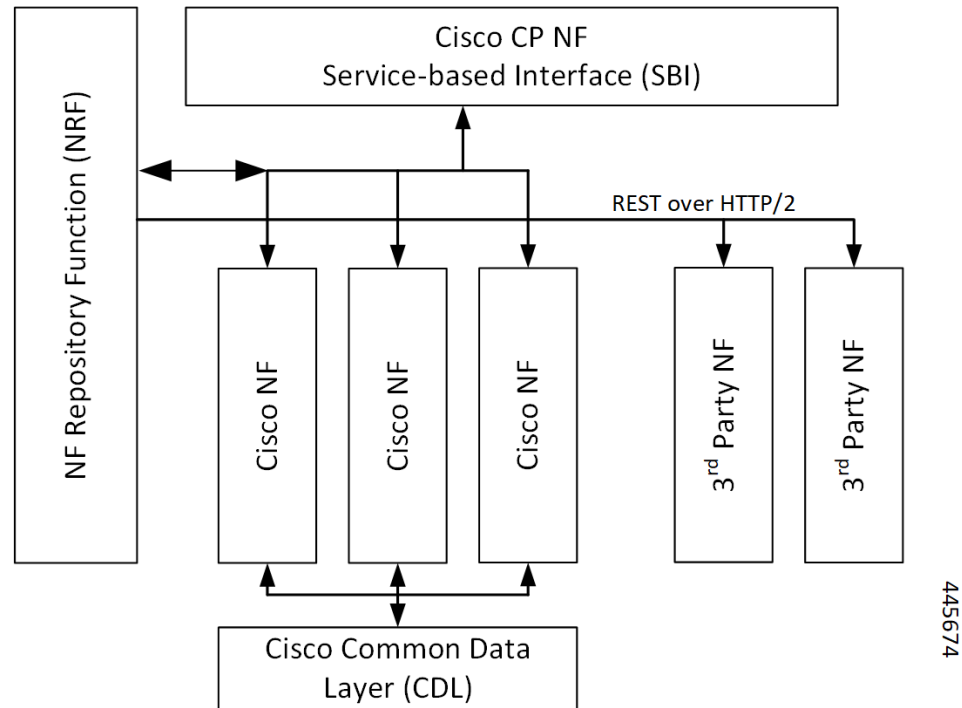 Cisco CP NF
Service-based Interface (SBI)
NF Repository Function (NRF)
REST over HTTP/2
Cisco NF
Cisco NF
Cisco NF
3rd Party NF
3rd Party NF
Cisco Common Data
Layer (CDL)
445674